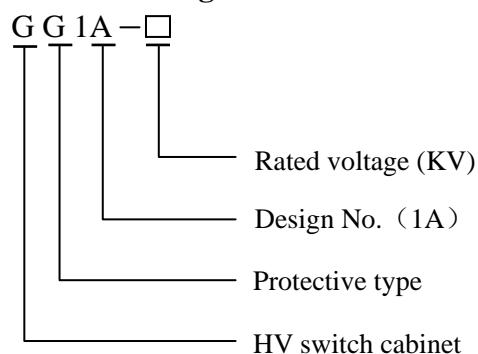 G G 1A－□
Rated voltage (KV)
Design No.（1A）
Protective type
HV switch cabinet